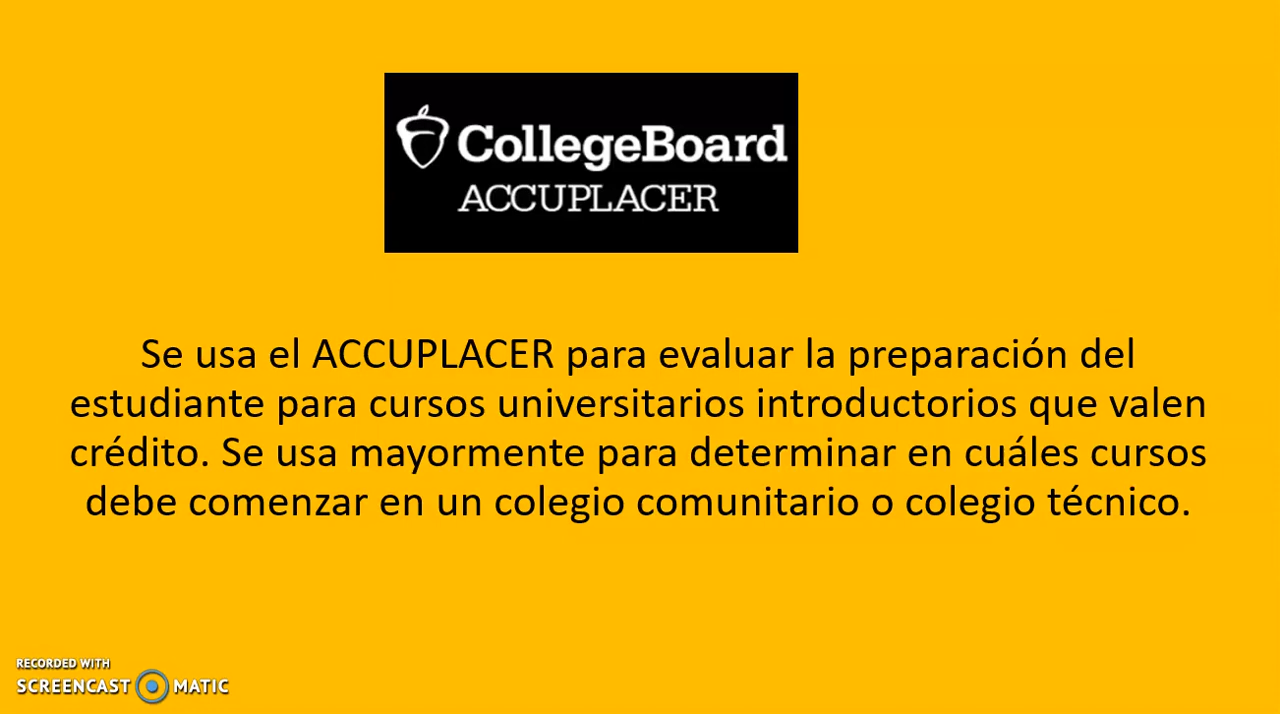 CollegeBoard
ACCUPLACER
Se usa el ACCUPLACER para evaluar la preparación del
estudiante para cursos universitarios introductorios que valen
crédito. Se usa mayormente para determinar en cuáles cursos
debe comenzar en un colegio comunitario o colegio técnico.
RECORDED WITH
SCREENCAST MATIC